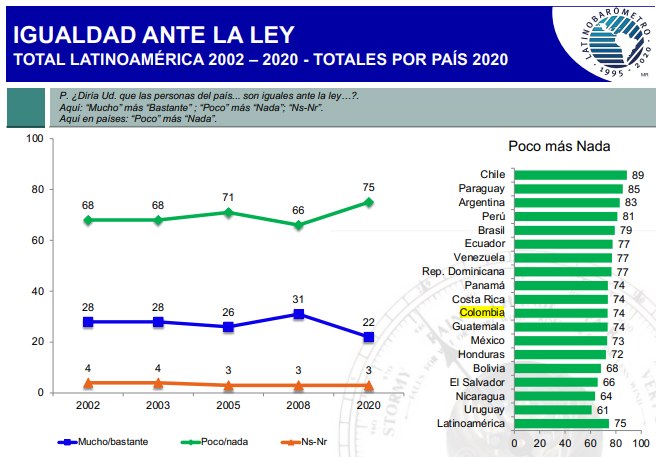 IGUALDAD ANTE LA LEY
TOTAL LATINOAMÉRICA 2002 – 2020 - TOTALES POR PAÍS 2020
LATINOBARÓMETRO
1995 - 2020
P. ¿Diría Ud. que las personas del país... son iguales ante la ley…?.
Aquí: “Mucho” más “Bastante” ; “Poco” más “Nada”; “Ns-Nr”.
Aquí en países: “Poco” más “Nada”.
100
80
60
40
20
0
68 68 71 66 75
28 28 26 31 22
4 4 3 3 3
2002 2003 2005 2008 2020
Mucho/bastante Poco/nada Ns-Nr
Poco más Nada
Chile 89
Paraguay 85
Argentina 83
Perú 81
Brasil 79
Ecuador 77
Venezuela 77
Rep. Dominicana 77
Panamá 74
Costa Rica 74
Colombia 74
Guatemala 74
México 73
Honduras 72
Bolivia 68
El Salvador 66
Nicaragua 64
Uruguay 61
Latinoamérica 75
0 20 40 60 80 100
STORMY